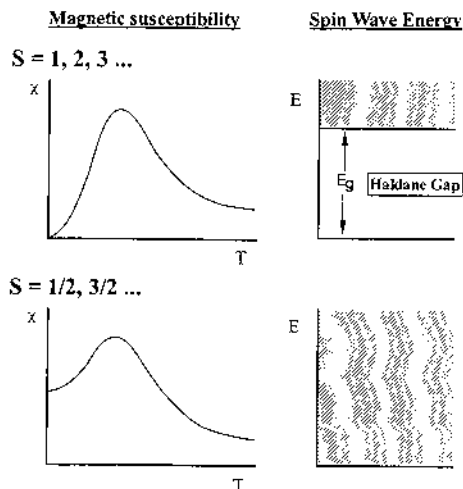 Magnetic susceptibility
Spin Wave Energy
S = 1, 2, 3 ...
χ
T
E
Eg
Haldane Gap
S = 1/2, 3/2 ...
χ
T
E